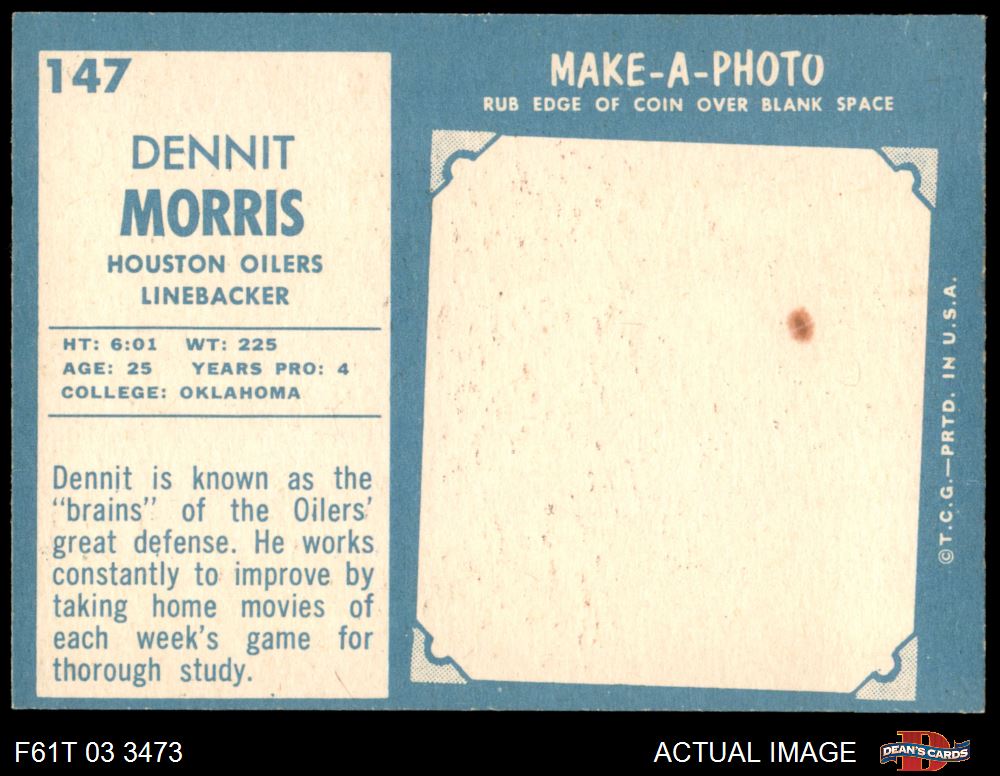 147
DENNIT
MORRIS
HOUSTON OILERS
LINEBACKER
HT: 6:01 WT: 225
AGE: 25 YEARS PRO: 4
COLLEGE: OKLAHOMA
Dennit is known as the
"brains" of the Oilers'
great defense. He works
constantly to improve by
taking home movies of
each week's game for
thorough study.
MAKE-A-PHOTO
RUB EDGE OF COIN OVER BLANK SPACE
©T.C.G.—PRTD. IN U.S.A.
F61T 03 3473
ACTUAL IMAGE
DEAN'S CARDS